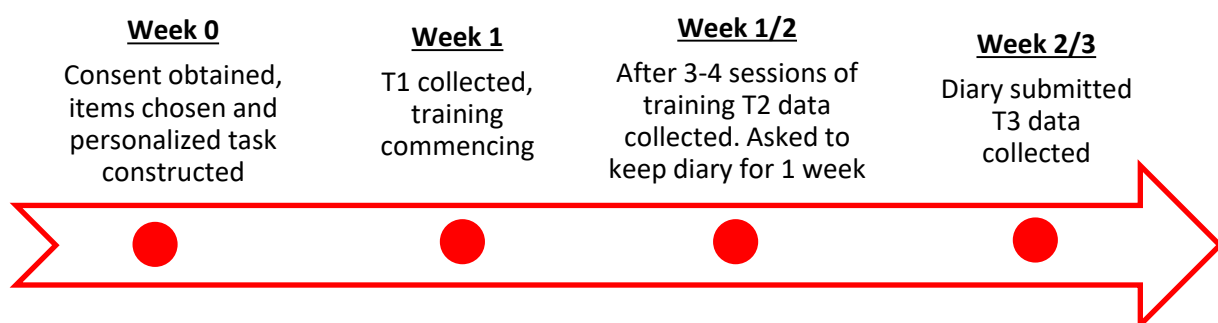 Week 0
Consent obtained,
items chosen and
personalized task
constructed
Week 1
T1 collected,
training
commencing
Week 1/2
After 3-4 sessions of
training T2 data
collected. Asked to
keep diary for 1 week
Week 2/3
Diary submitted
T3 data
collected